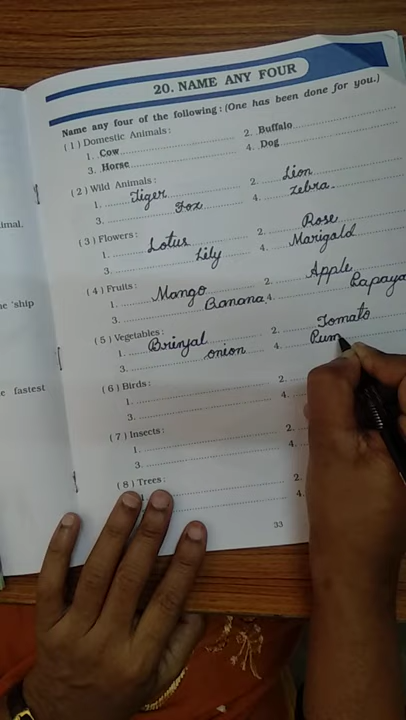 20. NAME ANY FOUR
Name any four of the following : (One has been done for you.)
( 1 ) Domestic Animals :
1. Cow 2. Buffalo
3. Horse 4. Dog
( 2 ) Wild Animals :
1. Tiger 2. Lion
3. Fox 4. Zebra
( 3 ) Flowers :
1. Lotus 2. Rose
3. Lily 4. Marigold
( 4 ) Fruits :
1. Mango 2. Apple
3. Banana 4. Papaya
( 5 ) Vegetables :
1. Brinjal 2. Tomato
3. onion 4. Pum
( 6 ) Birds :
1. 2.
3. 4.
( 7 ) Insects :
1. 2.
3. 4.
( 8 ) Trees :
2.
4.
33
imal.
'ship
fastest